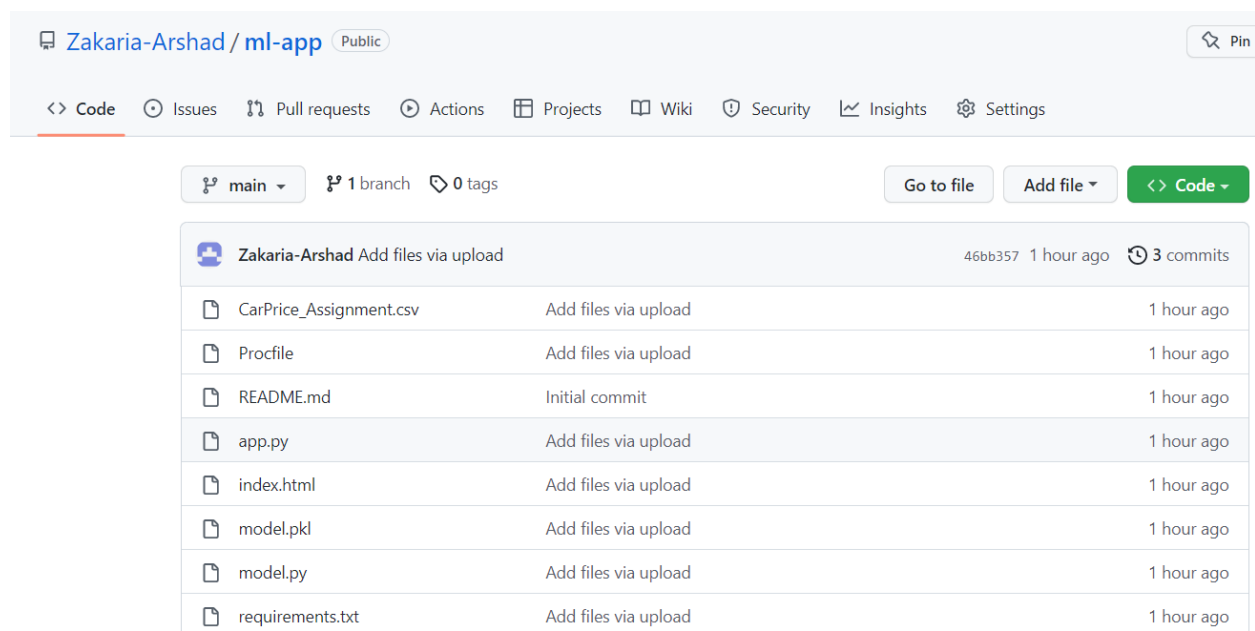 Zakaria-Arshad / ml-app Public Pin
<> Code Issues Pull requests Actions Projects Wiki Security Insights Settings
main 1 branch 0 tags Go to file Add file <> Code
Zakaria-Arshad Add files via upload 46bb357 1 hour ago 3 commits
CarPrice_Assignment.csv Add files via upload 1 hour ago
Procfile Add files via upload 1 hour ago
README.md Initial commit 1 hour ago
app.py Add files via upload 1 hour ago
index.html Add files via upload 1 hour ago
model.pkl Add files via upload 1 hour ago
model.py Add files via upload 1 hour ago
requirements.txt Add files via upload 1 hour ago